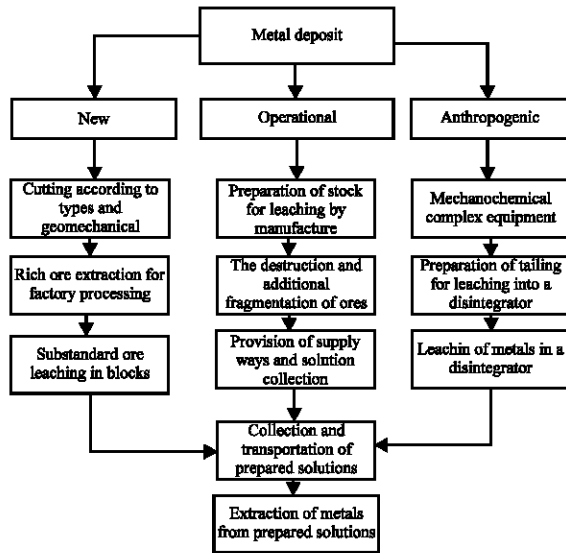 Metal deposit
New
Operational
Anthropogenic
Cutting according to
types and
geomechanical
Preparation of stock
for leaching by
manufacture
Mechanochemical
complex equipment
Rich ore extraction for
factory processing
The destruction and
additional
fragmentation of ores
Preparation of tailing
for leaching into a
disintegrator
Substandard ore
leaching in blocks
Provision of supply
ways and solution
collection
Leachin of metals in a
disintegrator
Collection and
transportation of
prepared solutions
Extraction of metals
from prepared solutions